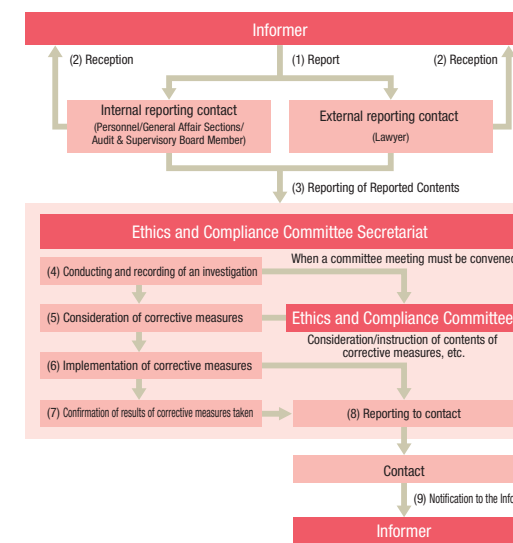 Informer
(2) Reception
(1) Report
(2) Reception
Internal reporting contact
(Personnel/General Affair Sections/
Audit & Supervisory Board Member)
External reporting contact
(Lawyer)
(3) Reporting of Reported Contents
Ethics and Compliance Committee Secretariat
When a committee meeting must be convened
(4) Conducting and recording of an investigation
(5) Consideration of corrective measures
Ethics and Compliance Committee
Consideration/instruction of contents of
corrective measures, etc.
(6) Implementation of corrective measures
(7) Confirmation of results of corrective measures taken
(8) Reporting to contact
Contact
(9) Notification to the
Informer